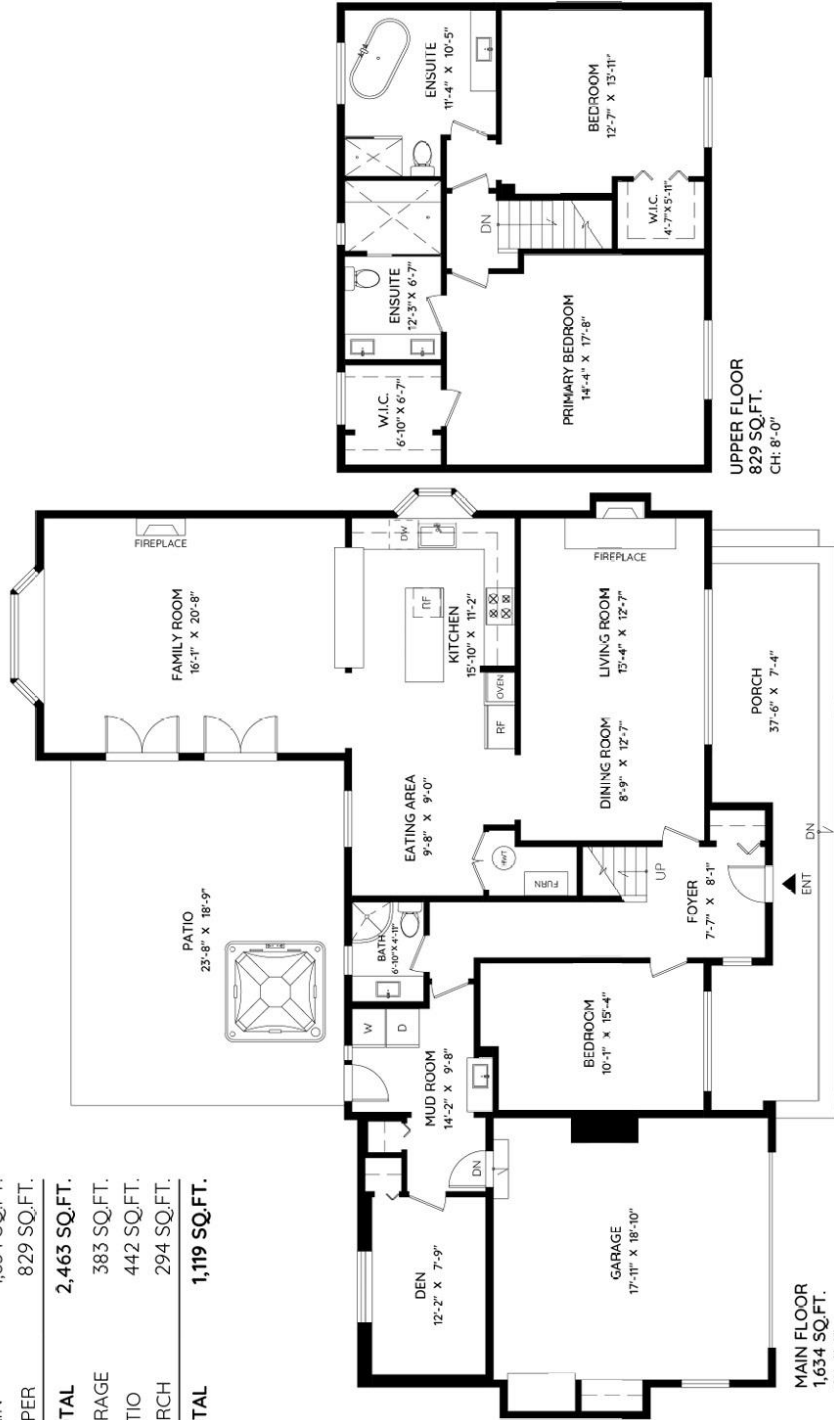 829 SQ.FT.
2,463 SQ.FT.
383 SQ.FT.
442 SQ.FT.
294 SQ.FT.
1,119 SQ.FT.
PATIO
23'-8" X 18'-9"
FAMILY ROOM
16'-1" X 20'-8"
FIREPLACE
DEN
12'-2" X 7'-9"
MUD ROOM
14'-2" X 9'-8"
W
D
DN
BATH
6'-10" X 4'-11"
EATING AREA
9'-8" X 9'-0"
KITCHEN
15'-10" X 11'-2"
DW
RF
RF
OVEN
HWT
FURN
GARAGE
17'-11" X 18'-10"
BEDROOM
10'-1" X 15'-4"
FOYER
7'-7" X 8'-1"
UP
DINING ROOM
8'-9" X 12'-7"
LIVING ROOM
13'-4" X 12'-7"
FIREPLACE
PORCH
37'-6" X 7'-4"
DN
ENT
MAIN FLOOR
1,634 SQ.FT.
W.I.C.
6'-10" X 6'-7"
ENSUITE
12'-3" X 6'-7"
ENSUITE
11'-4" X 10'-5"
PRIMARY BEDROOM
14'-4" X 17'-8"
DN
BEDROOM
12'-7" X 13'-11"
W.I.C.
4'-7" X 5'-11"
UPPER FLOOR
829 SQ.FT.
CH: 8'-0"